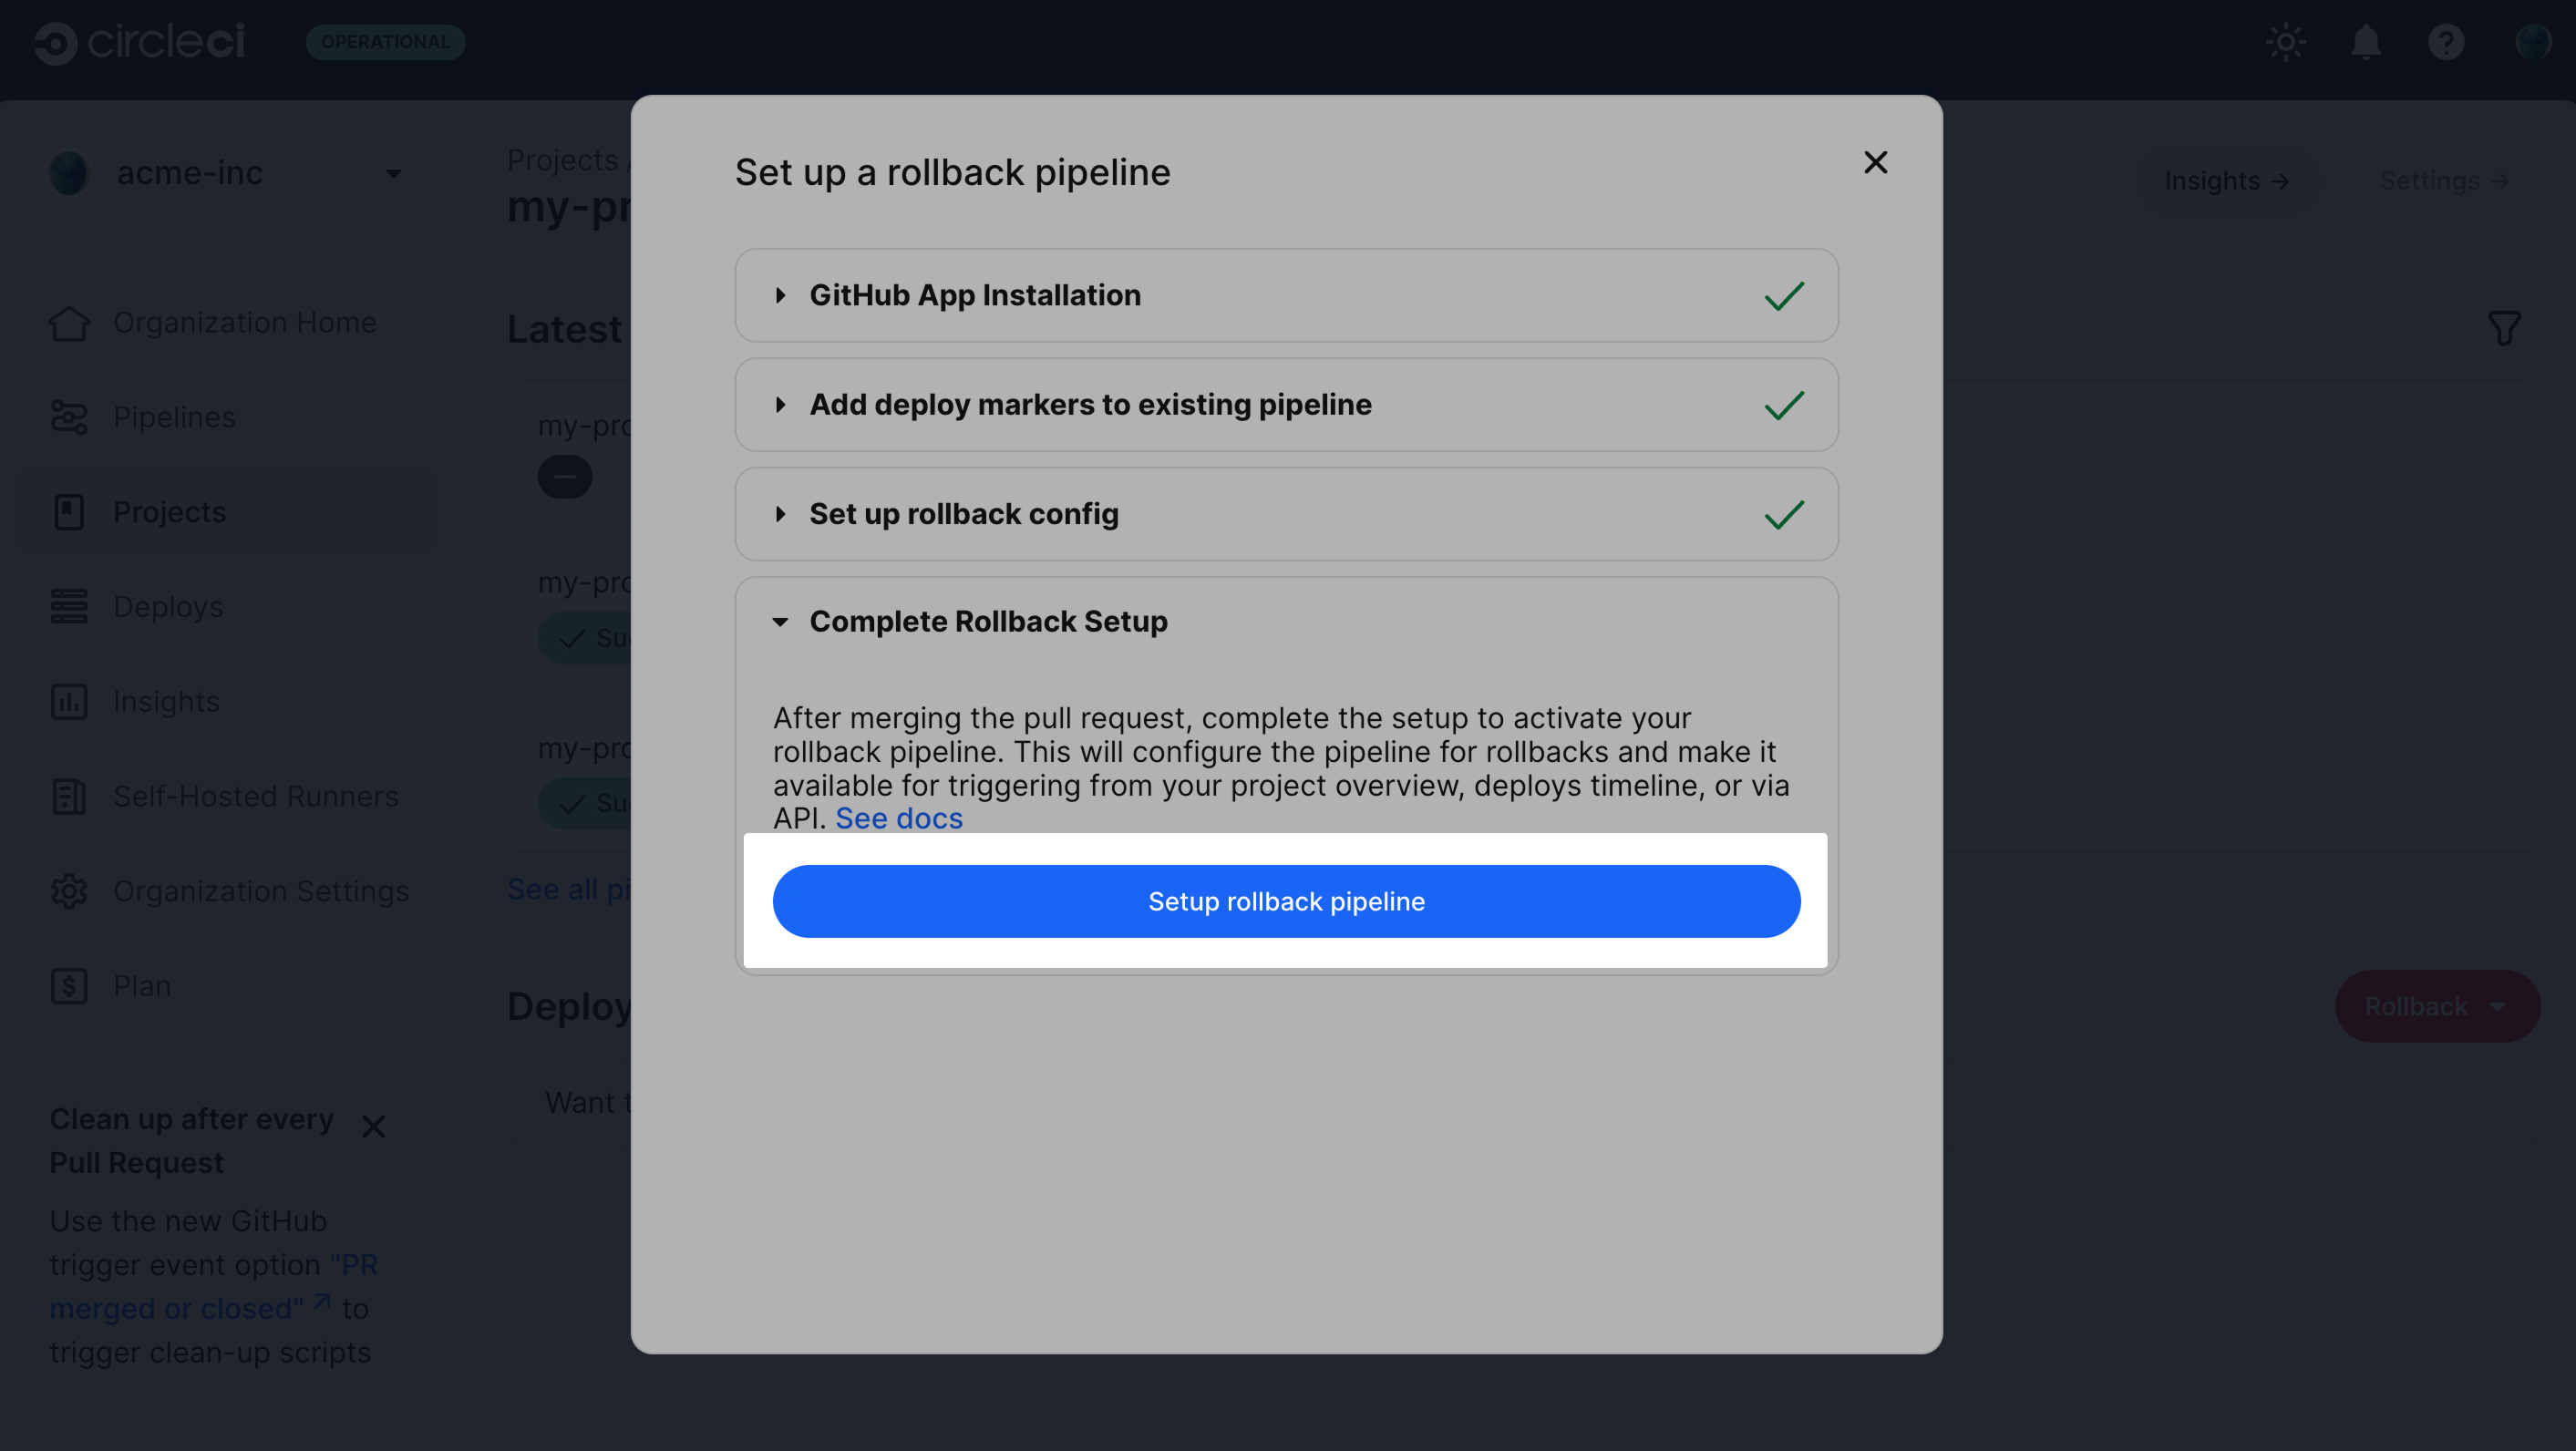 circleci
OPERATIONAL
acme-inc
Organization Home
Pipelines
Projects
Deploys
Insights
Self-Hosted Runners
Organization Settings
Plan
Clean up after every
Pull Request
Use the new GitHub
trigger event option "PR
merged or closed" to
trigger clean-up scripts
Projects /
my-pr
Insights →
Settings →
Latest
my-pro
my-pro
Suc
my-pro
Suc
See all pi
Deploy
Rollback
Want t
Set up a rollback pipeline
GitHub App Installation
Add deploy markers to existing pipeline
Set up rollback config
Complete Rollback Setup
After merging the pull request, complete the setup to activate your
rollback pipeline. This will configure the pipeline for rollbacks and make it
available for triggering from your project overview, deploys timeline, or via
API. See docs
Setup rollback pipeline